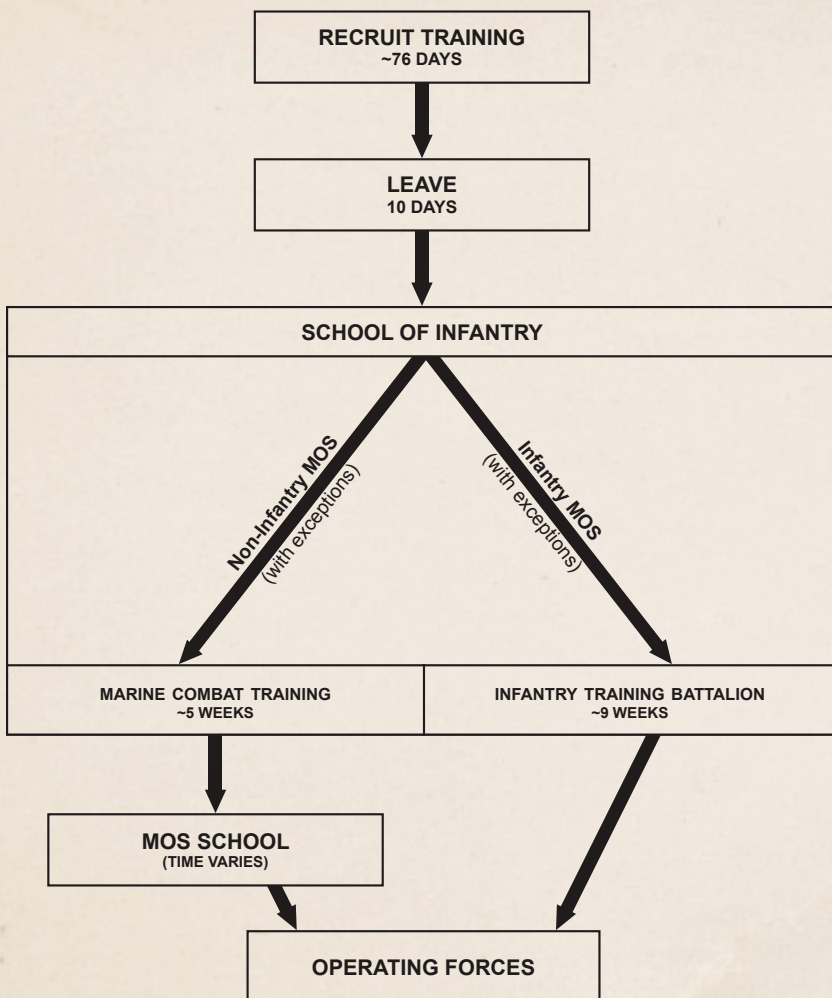 RECRUIT TRAINING
~76 DAYS
LEAVE
10 DAYS
SCHOOL OF INFANTRY
Non-Infantry MOS
(with exceptions)
Infantry MOS
(with exceptions)
MARINE COMBAT TRAINING
~5 WEEKS
INFANTRY TRAINING BATTALION
~9 WEEKS
MOS SCHOOL
(TIME VARIES)
OPERATING FORCES